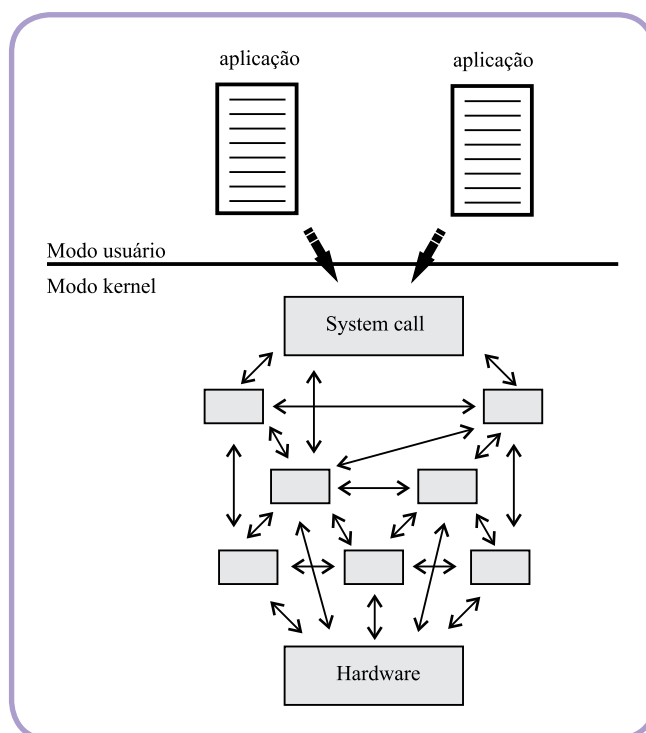 aplicação
aplicação
Modo usuário
Modo kernel
System call
Hardware